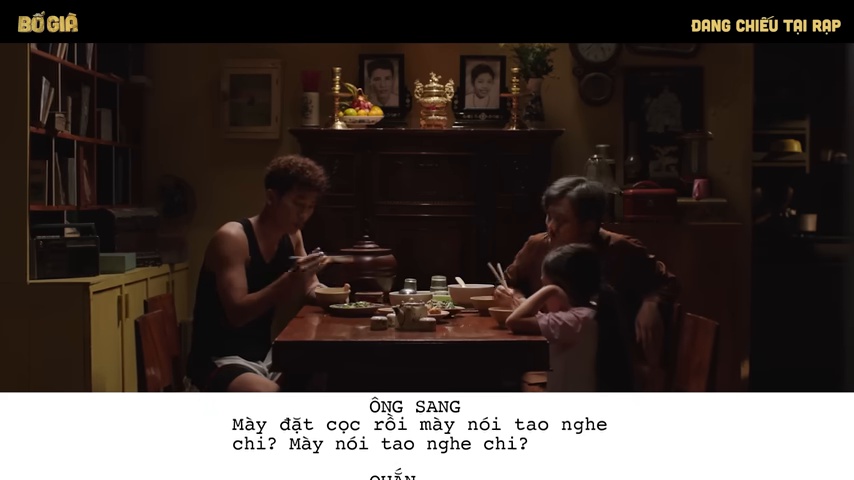 BỐ GIÀ
ĐANG CHIẾU TẠI RẠP
ÔNG SANG
Mày đặt cọc rồi mày nói tao nghe
chi? Mày nói tao nghe chi?
QUẮN